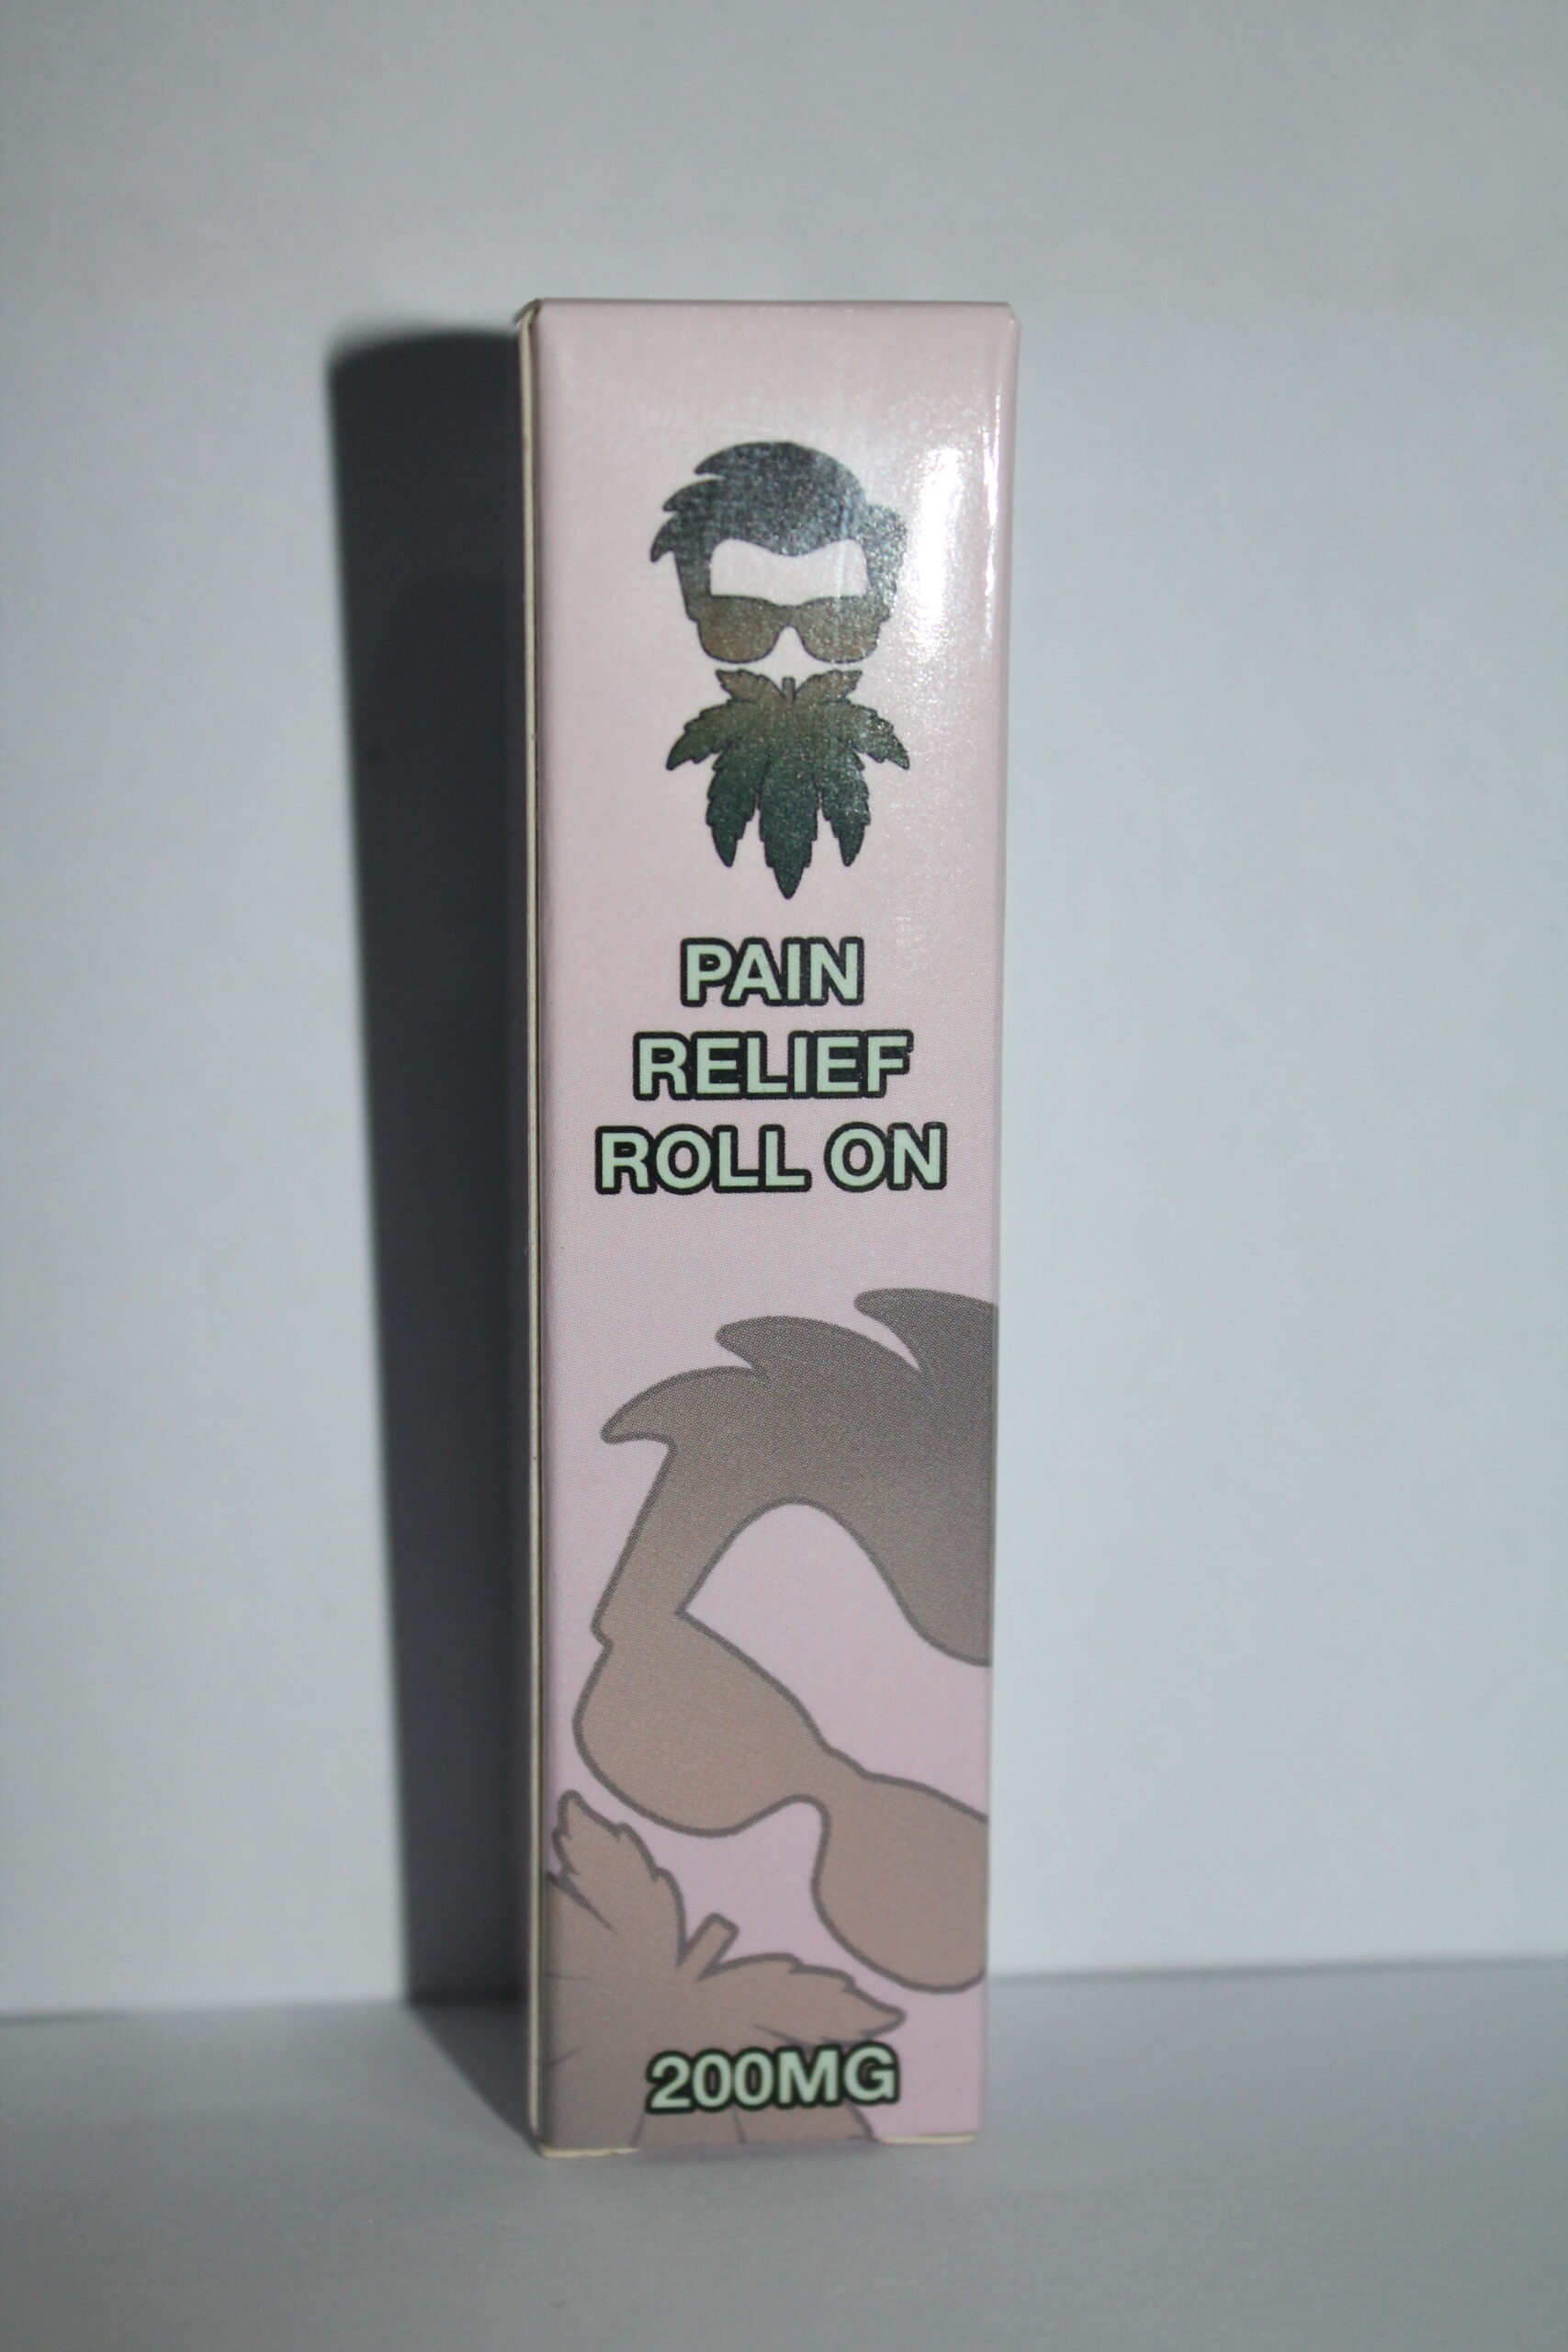 PAIN
RELIEF
ROLL ON
200MG